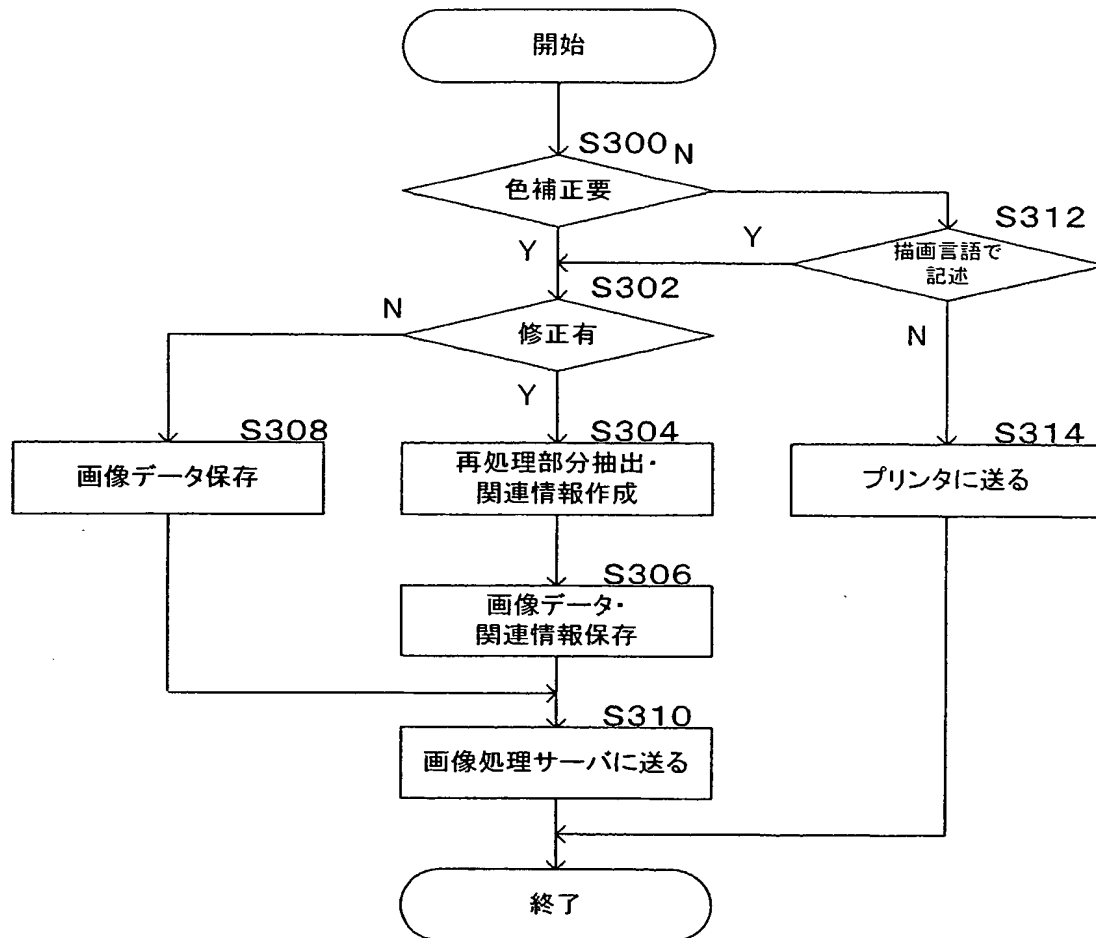 開始
S300
N
色補正要
S312
Y
Y
描画言語で
記述
S302
N
修正有
N
Y
S308
S304
S314
画像データ保存
再処理部分抽出・
関連情報作成
プリンタに送る
S306
画像データ・
関連情報保存
S310
画像処理サーバに送る
終了